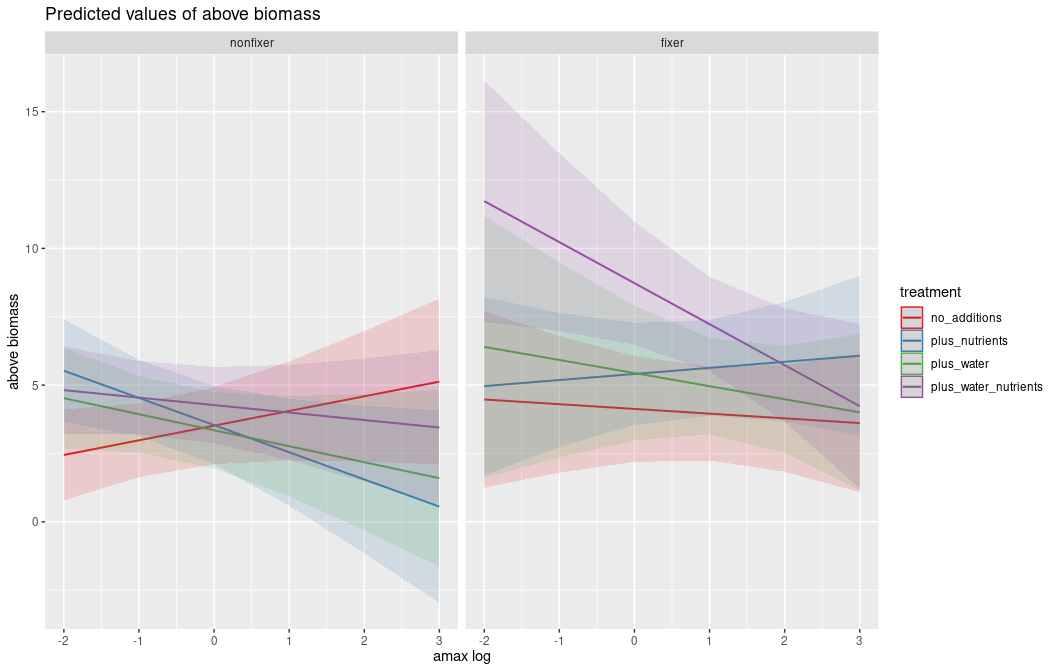 Predicted values of above biomass
nonfixer
fixer
above biomass
15
10
5
0
-2 -1 0 1 2 3
-2 -1 0 1 2 3
amax log
treatment
no_additions
plus_nutrients
plus_water
plus_water_nutrients